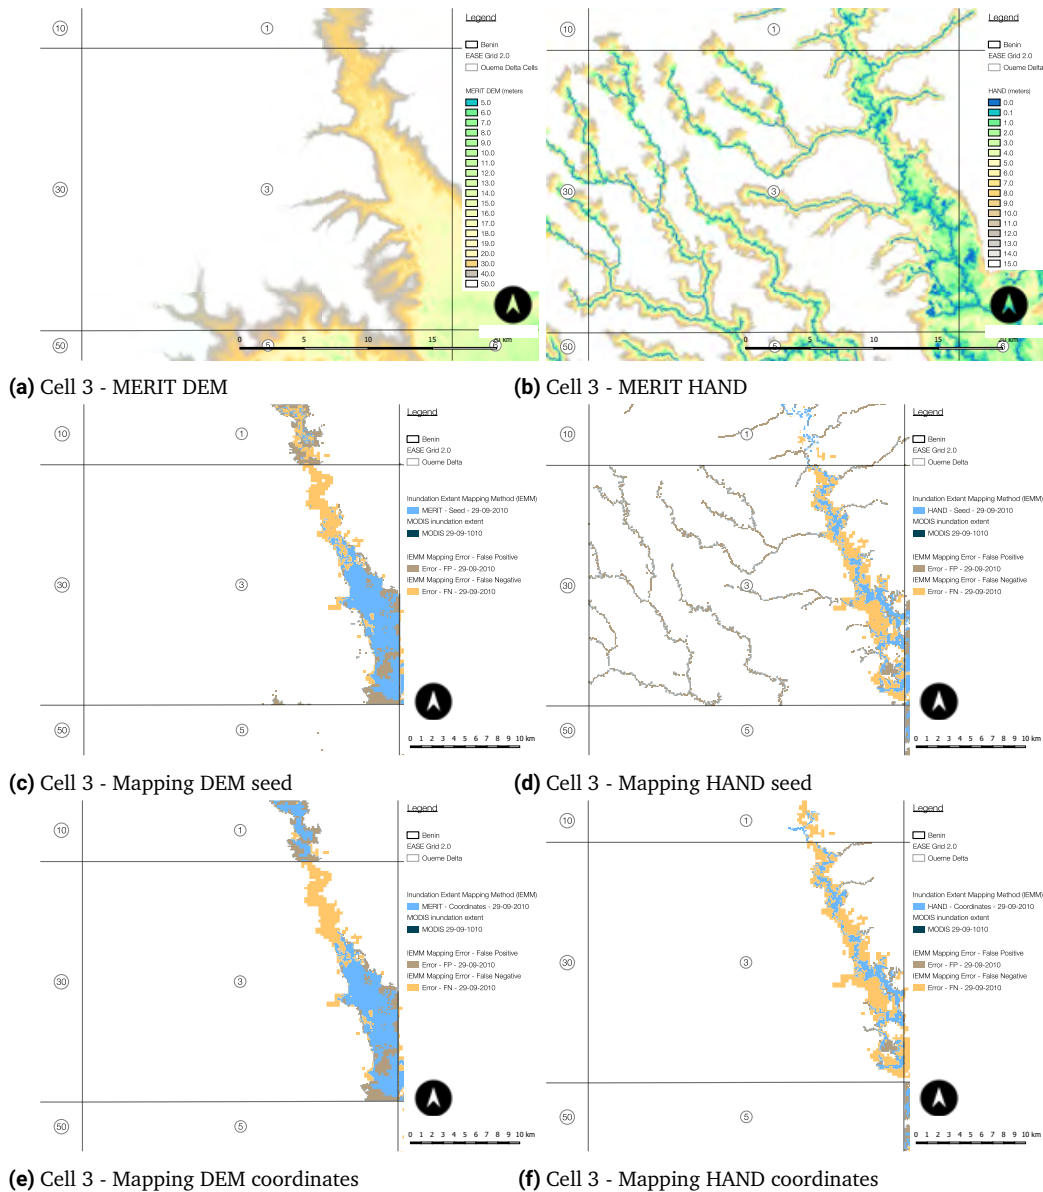 Legend
Benin
EASE Grid 2.0
Oueme Delta Cells
MERIT DEM (meters
5.0
6.0
7.0
8.0
9.0
10.0
11.0
12.0
13.0
14.0
15.0
16.0
17.0
18.0
19.0
20.0
30.0
40.0
50.0
10
1
30
3
50
5
0 5 10 15 20 km
Legend
Benin
EASE Grid 2.0
Oueme Delta
HAND (meters)
0.0
0.1
1.0
2.0
3.0
4.0
5.0
6.0
7.0
8.0
9.0
10.0
11.0
12.0
13.0
14.0
15.0
10
1
30
3
50
5
6
0 5 10 15 20 km
(a) Cell 3 - MERIT DEM
(b) Cell 3 - MERIT HAND
10
1
30
3
50
5
Legend
Benin
EASE Grid 2.0
Oueme Delta
Inundation Extent Mapping Method (IEMM)
MERIT - Seed - 29-09-2010
MODIS inundation extent
MODIS 29-09-1010
IEMM Mapping Error - False Positive
Error - FP - 29-09-2010
IEMM Mapping Error - False Negative
Error - FN - 29-09-2010
0 1 2 3 4 5 6 7 8 9 10 km
10
1
30
3
50
5
Legend
Benin
EASE Grid 2.0
Oueme Delta
Inundation Extent Mapping Method (IEMM)
HAND - Seed - 29-09-2010
MODIS inundation extent
MODIS 29-09-1010
IEMM Mapping Error - False Positive
Error - FP - 29-09-2010
IEMM Mapping Error - False Negative
Error - FN - 29-09-2010
0 1 2 3 4 5 6 7 8 9 10 km
(c) Cell 3 - Mapping DEM seed
(d) Cell 3 - Mapping HAND seed
10
1
30
3
50
5
Legend
Benin
EASE Grid 2.0
Oueme Delta
Inundation Extent Mapping Method (IEMM)
MERIT - Coordinates - 29-09-2010
MODIS inundation extent
MODIS 29-09-1010
IEMM Mapping Error - False Positive
Error - FP - 29-09-2010
IEMM Mapping Error - False Negative
Error - FN - 29-09-2010
0 1 2 3 4 5 6 7 8 9 10 km
10
1
30
3
50
5
Legend
Benin
EASE Grid 2.0
Oueme Delta
Inundation Extent Mapping Method (IEMM)
HAND - Coordinates - 29-09-2010
MODIS inundation extent
MODIS 29-09-1010
IEMM Mapping Error - False Positive
Error - FP - 29-09-2010
IEMM Mapping Error - False Negative
Error - FN - 29-09-2010
0 1 2 3 4 5 6 7 8 9 10 km
(e) Cell 3 - Mapping DEM coordinates
(f) Cell 3 - Mapping HAND coordinates